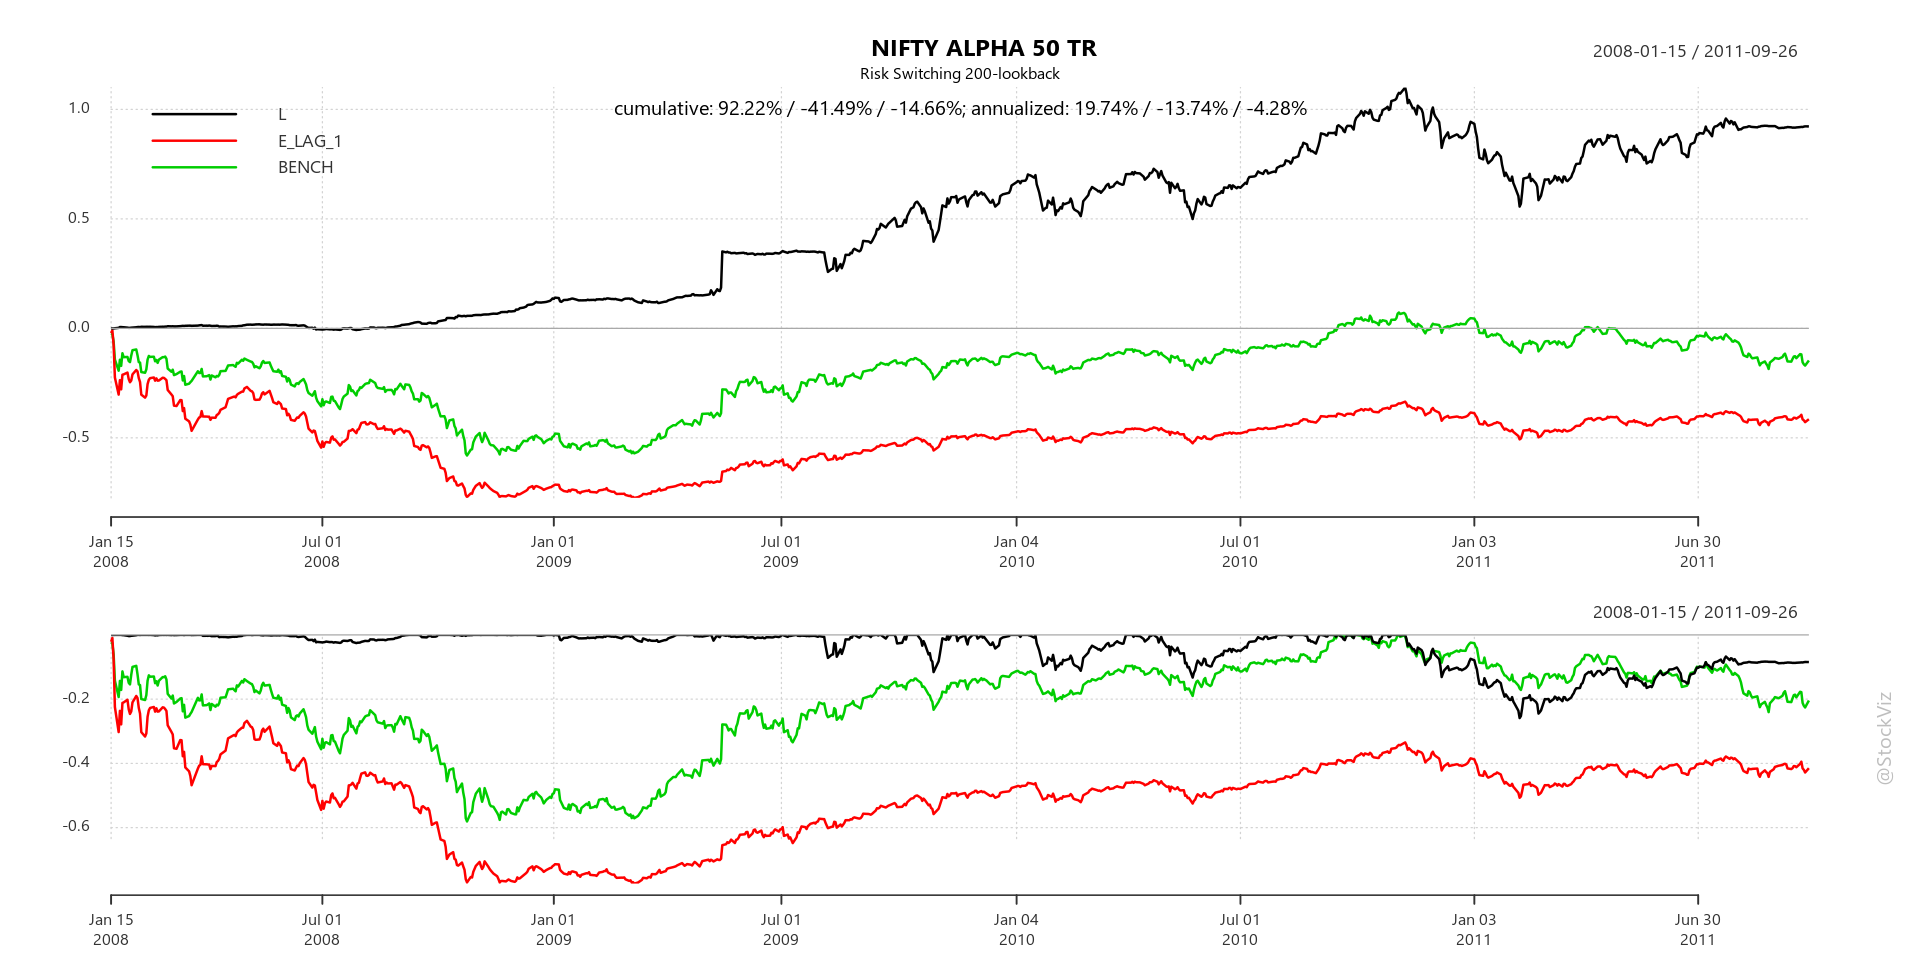 NIFTY ALPHA 50 TR
Risk Switching 200-lookback
2008-01-15 / 2011-09-26
cumulative: 92.22% / -41.49% / -14.66%; annualized: 19.74% / -13.74% / -4.28%
L
E_LAG_1
BENCH
1.0
0.5
0.0
-0.5
Jan 15 Jul 01 Jan 01 Jul 01 Jan 04 Jul 01 Jan 03 Jun 30
2008 2008 2009 2009 2010 2010 2011 2011
2008-01-15 / 2011-09-26
-0.2
-0.4
-0.6
Jan 15 Jul 01 Jan 01 Jul 01 Jan 04 Jul 01 Jan 03 Jun 30
2008 2008 2009 2009 2010 2010 2011 2011
@StockViz